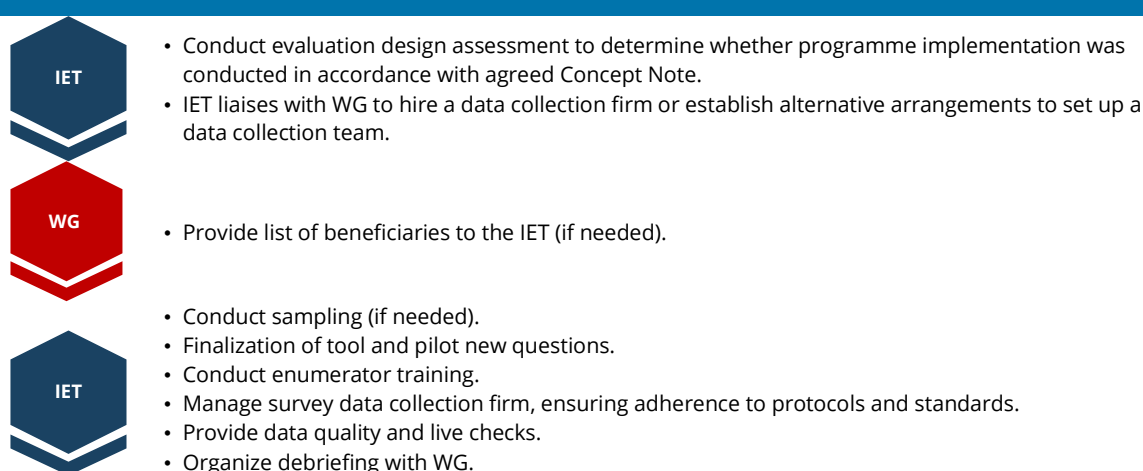 IET
• Conduct evaluation design assessment to determine whether programme implementation was
conducted in accordance with agreed Concept Note.
• IET liaises with WG to hire a data collection firm or establish alternative arrangements to set up a
data collection team.
WG
• Provide list of beneficiaries to the IET (if needed).
IET
• Conduct sampling (if needed).
• Finalization of tool and pilot new questions.
• Conduct enumerator training.
• Manage survey data collection firm, ensuring adherence to protocols and standards.
• Provide data quality and live checks.
• Organize debriefing with WG.